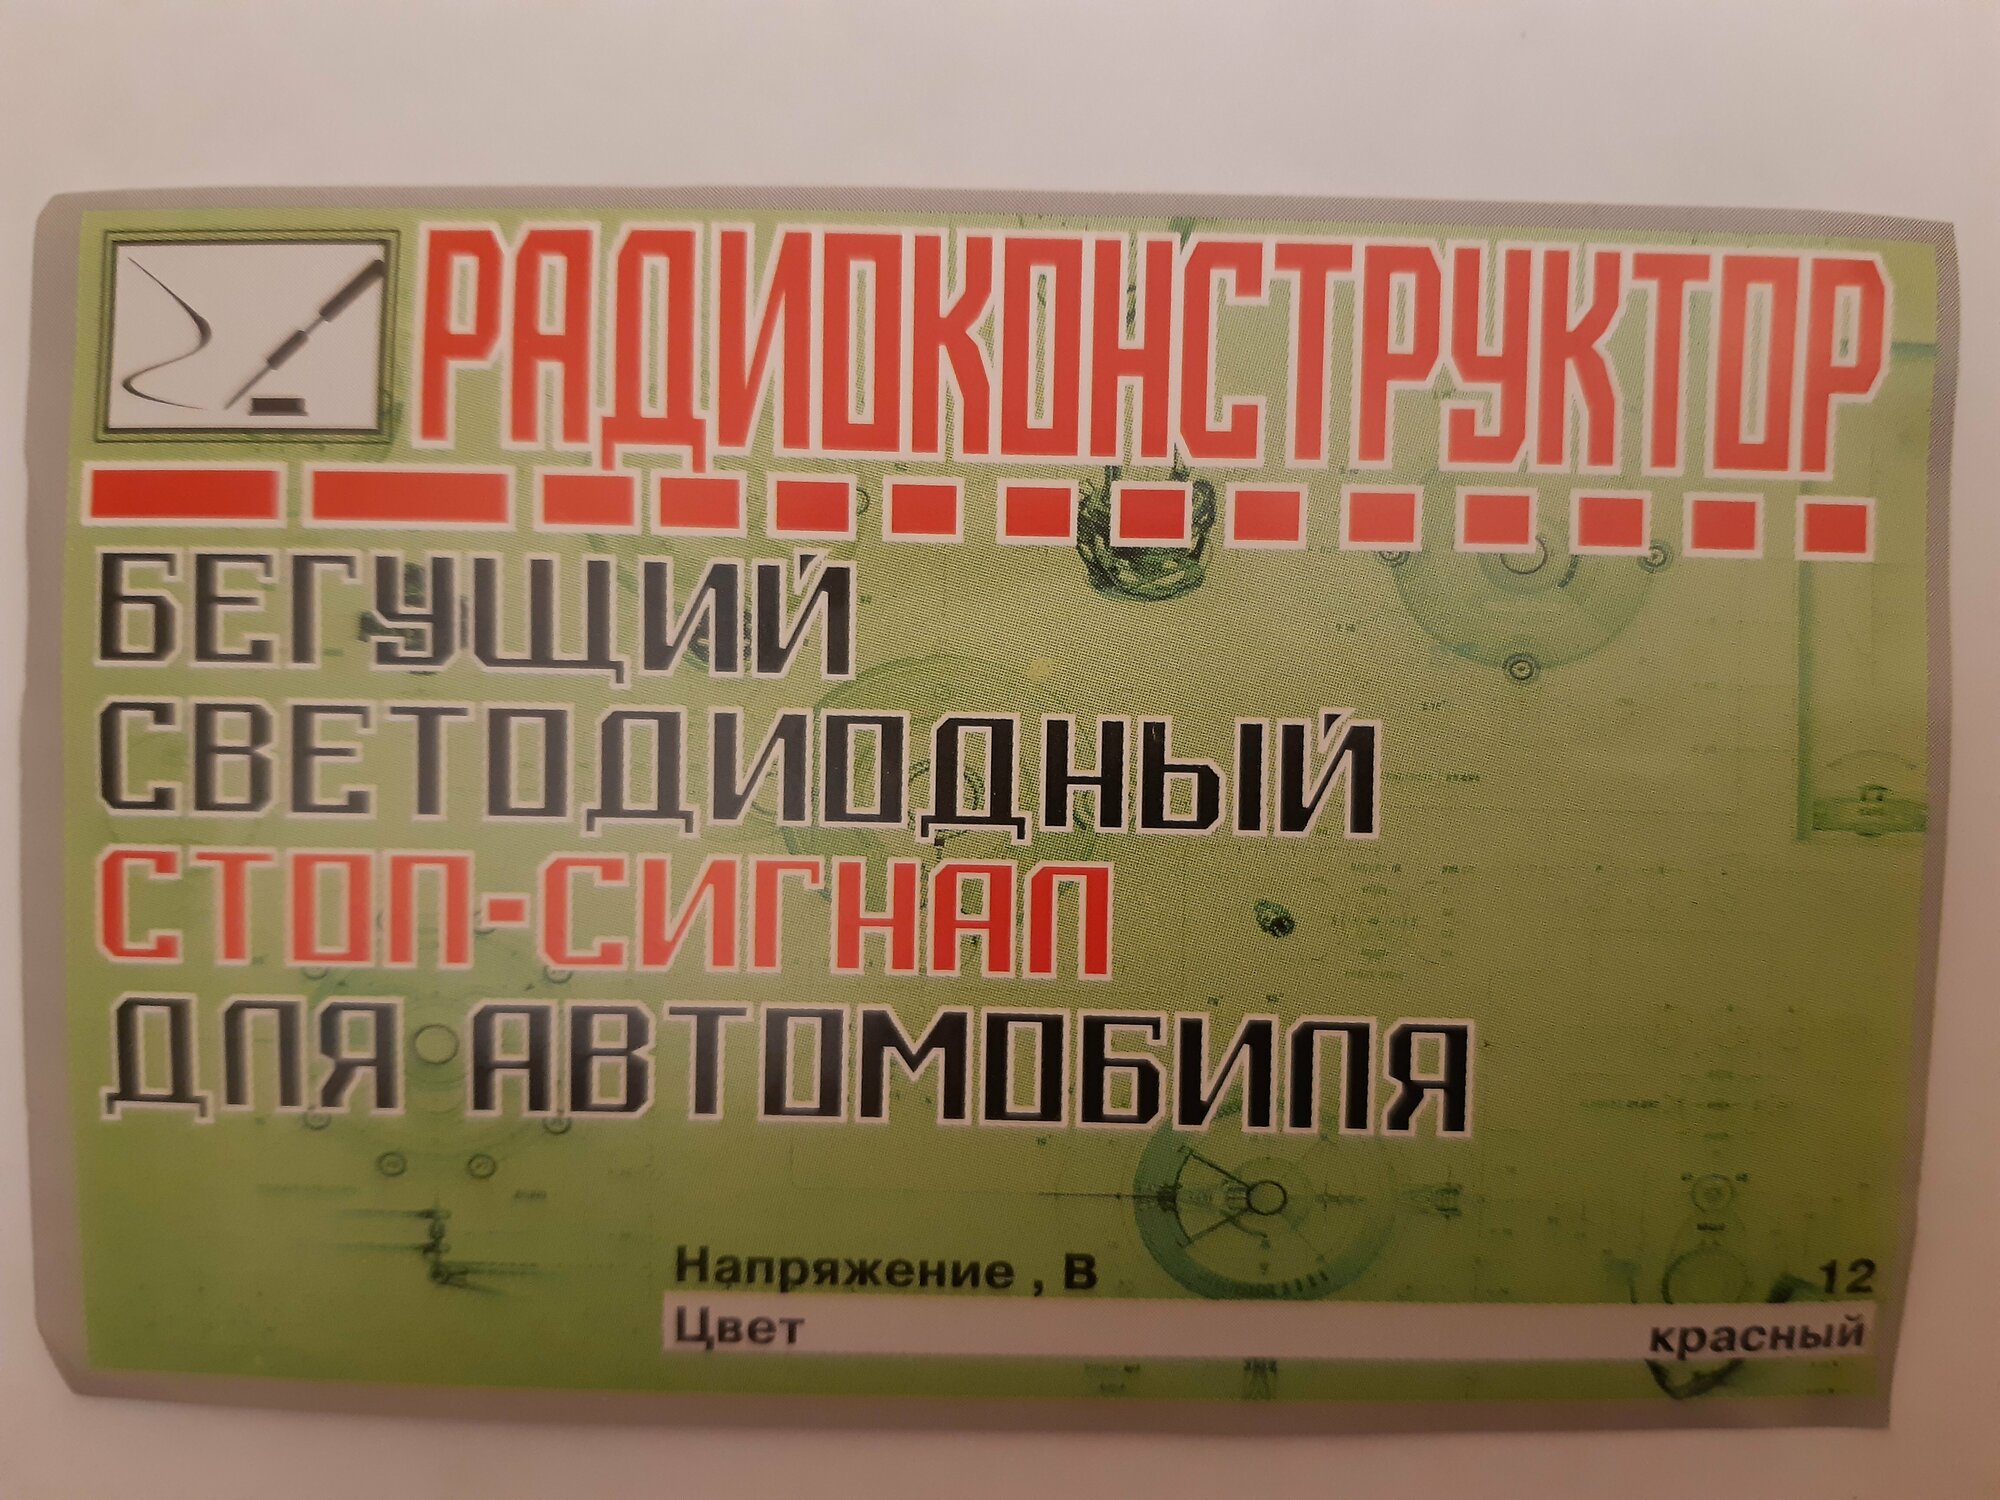 РАДИОКОНСТРУКТОР
БЕГУЩИЙ
СВЕТОДИОДНЫЙ
СТОП-СИГНАЛ
ДЛЯ АВТОМОБИЛЯ
Напряжение , В 12
Цвет красный